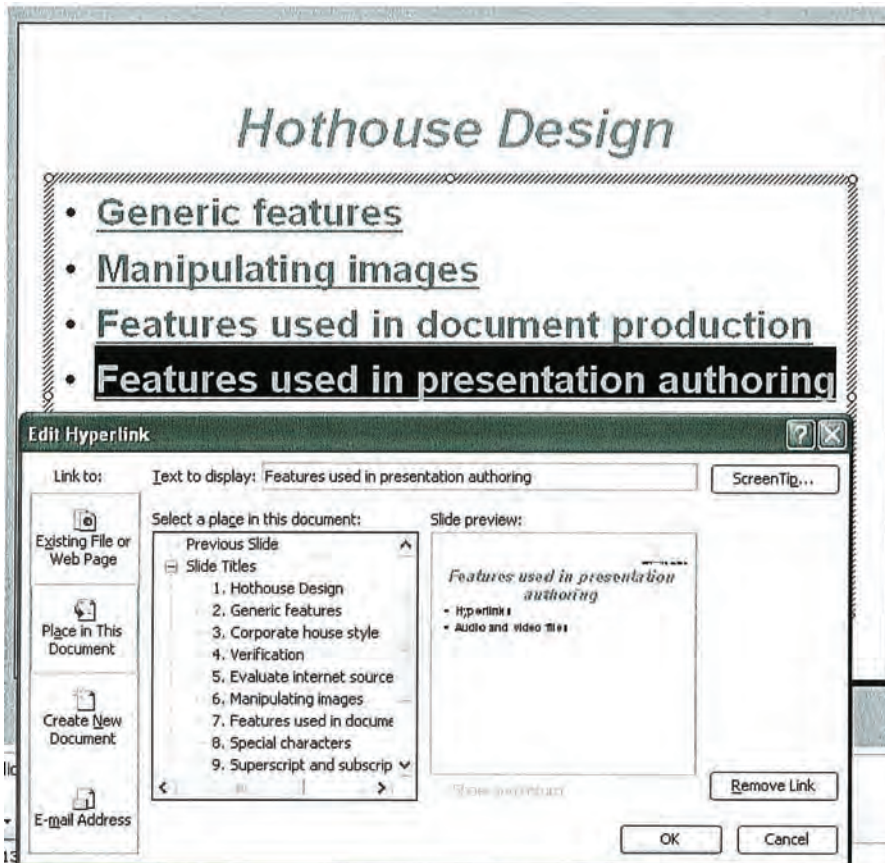 Hothouse Design
• Generic features
• Manipulating images
• Features used in document production
• Features used in presentation authoring
Edit Hyperlink
Link to:
Text to display: Features used in presentation authoring
ScreenTip...
Existing File or
Web Page
Place in This
Document
Create New
Document
E-mail Address
Select a place in this document:
Previous Slide
Slide Titles
1. Hothouse Design
2. Generic features
3. Corporate house style
4. Verification
5. Evaluate internet source
6. Manipulating images
7. Features used in docume
8. Special characters
9. Superscript and subscrip
Slide preview:
Features used in presentation
authoring
• Hyperlinks
• Audio and video files
Remove Link
OK
Cancel
13